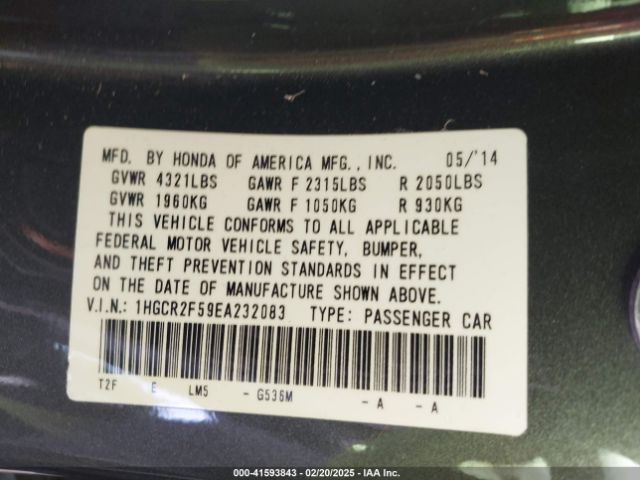 MFD. BY HONDA OF AMERICA MFG., INC. 05/'14
GVWR 4321LBS GAWR F 2315LBS R 2050LBS
GVWR 1960KG GAWR F 1050KG R 930KG
THIS VEHICLE CONFORMS TO ALL APPLICABLE
FEDERAL MOTOR VEHICLE SAFETY, BUMPER,
AND THEFT PREVENTION STANDARDS IN EFFECT
ON THE DATE OF MANUFACTURE SHOWN ABOVE.
V.I.N.: 1HGCR2F59EA232083 TYPE: PASSENGER CAR
T2F E LM5 - G536M - A - A
000-41593843 / 02/20/2025 - IAA Inc.